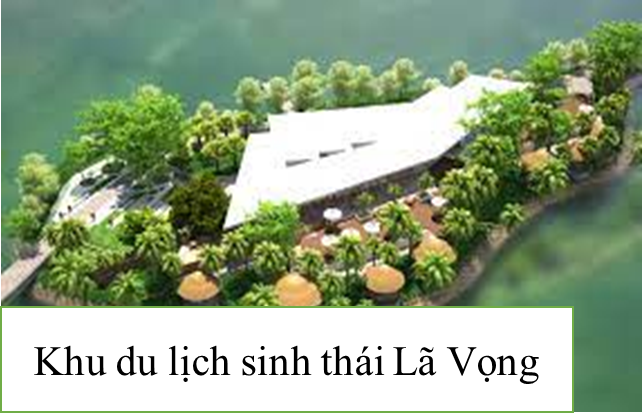 Khu du lịch sinh thái Lã Vọng